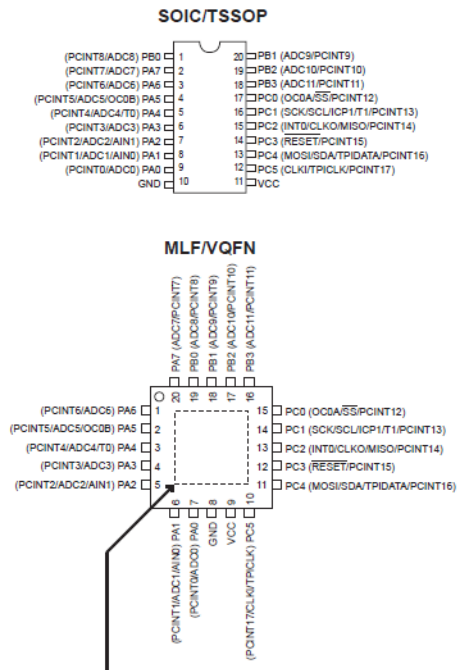 SOIC/TSSOP
(PCINT8/ADC8) PB0 1 20 PB1 (ADC9/PCINT9)
(PCINT7/ADC7) PA7 2 19 PB2 (ADC10/PCINT10)
(PCINT6/ADC6) PA6 3 18 PB3 (ADC11/PCINT11)
(PCINT5/ADC5/OC0B) PA5 4 17 PC0 (OC0A/SS/PCINT12)
(PCINT4/ADC4/T0) PA4 5 16 PC1 (SCK/SCL/ICP1/T1/PCINT13)
(PCINT3/ADC3) PA3 6 15 PC2 (INT0/CLKO/MISO/PCINT14)
(PCINT2/ADC2/AIN1) PA2 7 14 PC3 (RESET/PCINT15)
(PCINT1/ADC1/AIN0) PA1 8 13 PC4 (MOSI/SDA/TPIDATA/PCINT16)
(PCINT0/ADC0) PA0 9 12 PC5 (CLKI/TPICLK/PCINT17)
GND 10 11 VCC
MLF/VQFN
PA7 (ADC7/PCINT7)
PB0 (ADC8/PCINT8)
PB1 (ADC9/PCINT9)
PB2 (ADC10/PCINT10)
PB3 (ADC11/PCINT11)
20 19 18 17 16
(PCINT6/ADC6) PA6 1 15 PC0 (OC0A/SS/PCINT12)
(PCINT5/ADC5/OC0B) PA5 2 14 PC1 (SCK/SCL/ICP1/T1/PCINT13)
(PCINT4/ADC4/T0) PA4 3 13 PC2 (INT0/CLKO/MISO/PCINT14)
(PCINT3/ADC3) PA3 4 12 PC3 (RESET/PCINT15)
(PCINT2/ADC2/AIN1) PA2 5 11 PC4 (MOSI/SDA/TPIDATA/PCINT16)
6 7 8 9 10
(PCINT1/ADC1/AIN0) PA1
(PCINT0/ADC0) PA0
GND
VCC
(PCINT17/CLKI/TPICLK) PC5